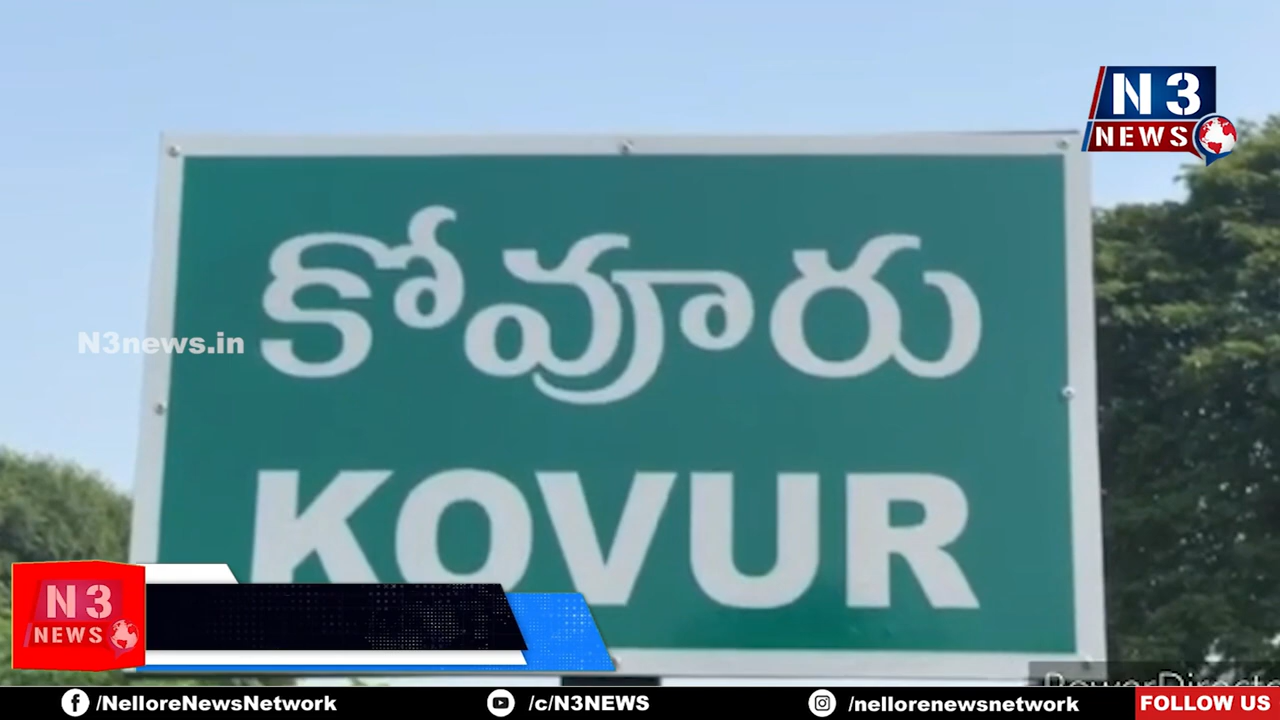 N3
NEWS
కోవూరు
N3news.in
KOVUR
N3
NEWS
/NelloreNewsNetwork
/c/N3NEWS
/nellorenewsnetwork
FOLLOW US